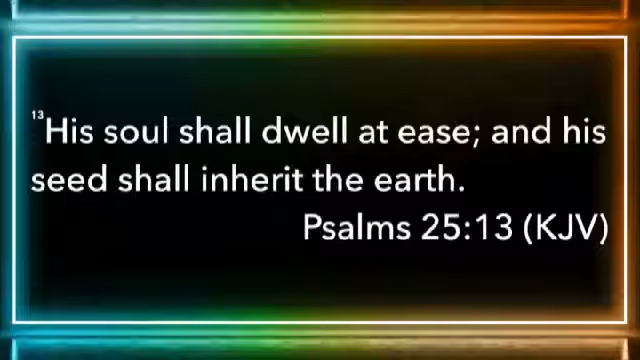 13His soul shall dwell at ease; and his
seed shall inherit the earth.
Psalms 25:13 (KJV)